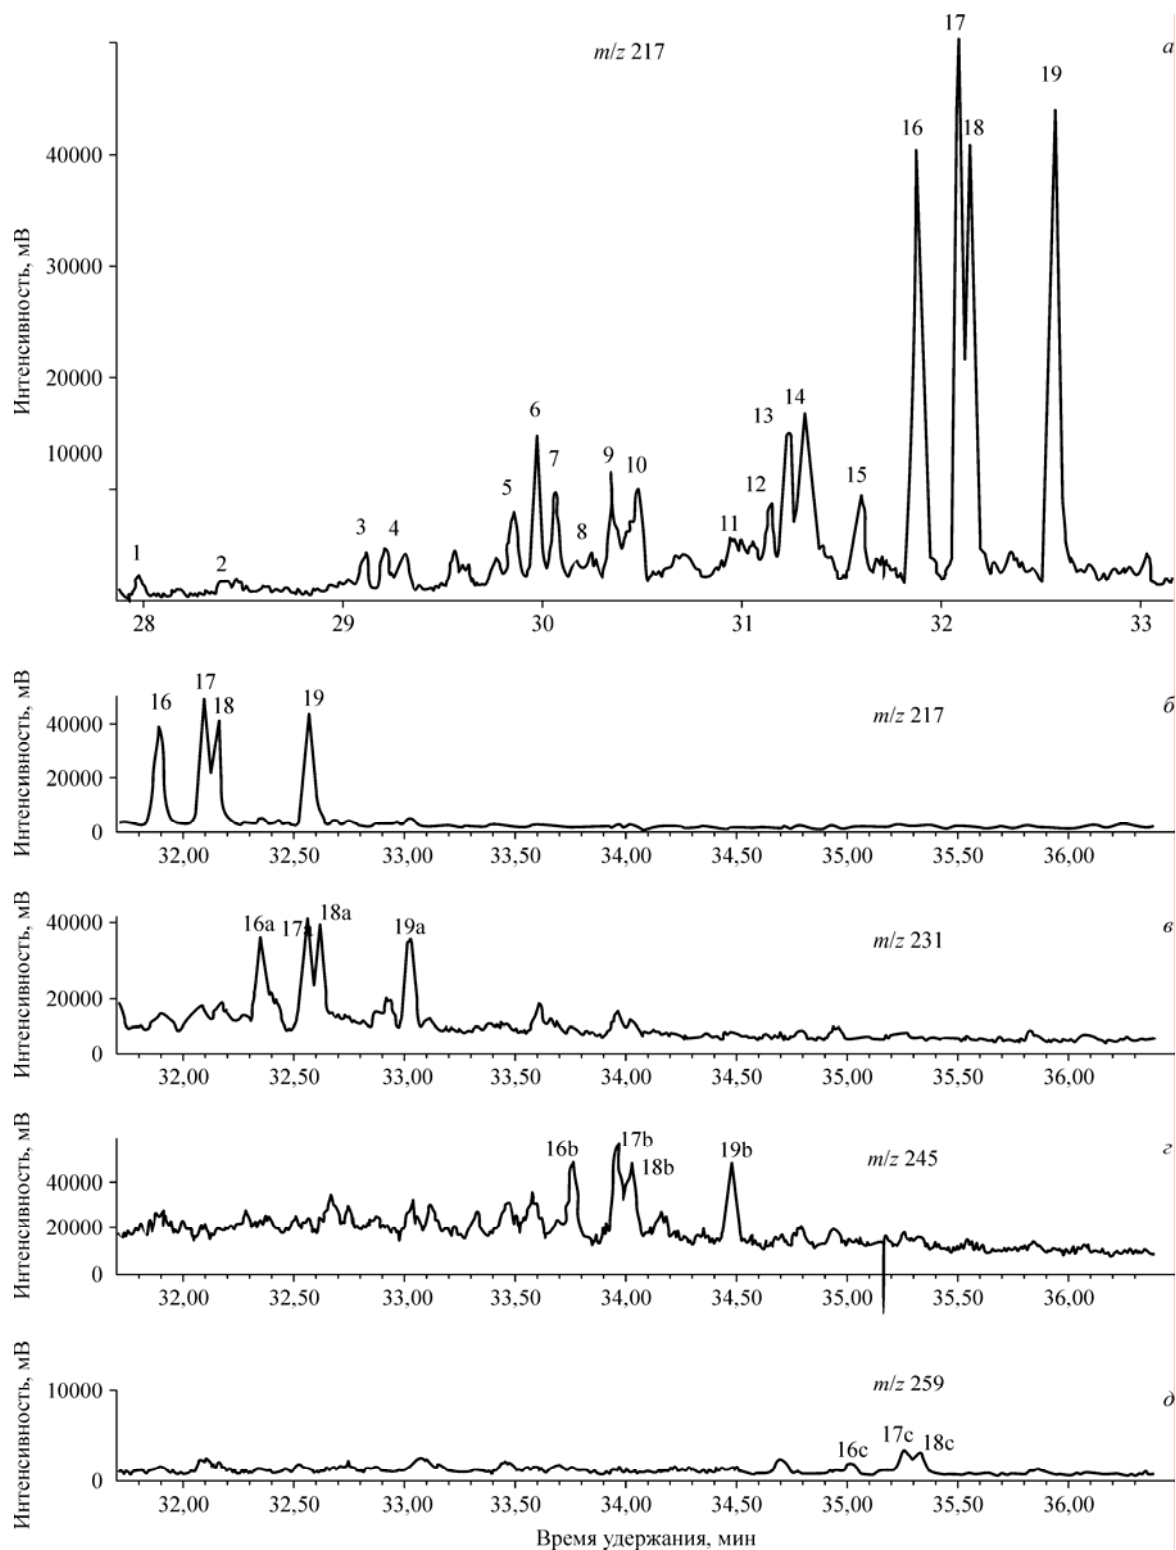 17
m/z 217
а
19
16
18
40000
30000
20000
10000
Интенсивность, мВ
14
13
6
7
9
10
5
12
15
3
4
8
11
1
2
28
29
30
31
32
33
17
16
18
19
m/z 217
б
40000
20000
0
Интенсивность, мВ
32,00
32,50
33,00
33,50
34,00
34,50
35,00
35,50
36,00
16a
17a
18a
19a
m/z 231
в
40000
20000
0
Интенсивность, мВ
32,00
32,50
33,00
33,50
34,00
34,50
35,00
35,50
36,00
16b
17b
18b
19b
m/z 245
г
40000
20000
0
Интенсивность, мВ
32,00
32,50
33,00
33,50
34,00
34,50
35,00
35,50
36,00
m/z 259
д
10000
0
16c
17c
18c
Интенсивность, мВ
32,00
32,50
33,00
33,50
34,00
34,50
35,00
35,50
36,00
Время удержания, мин